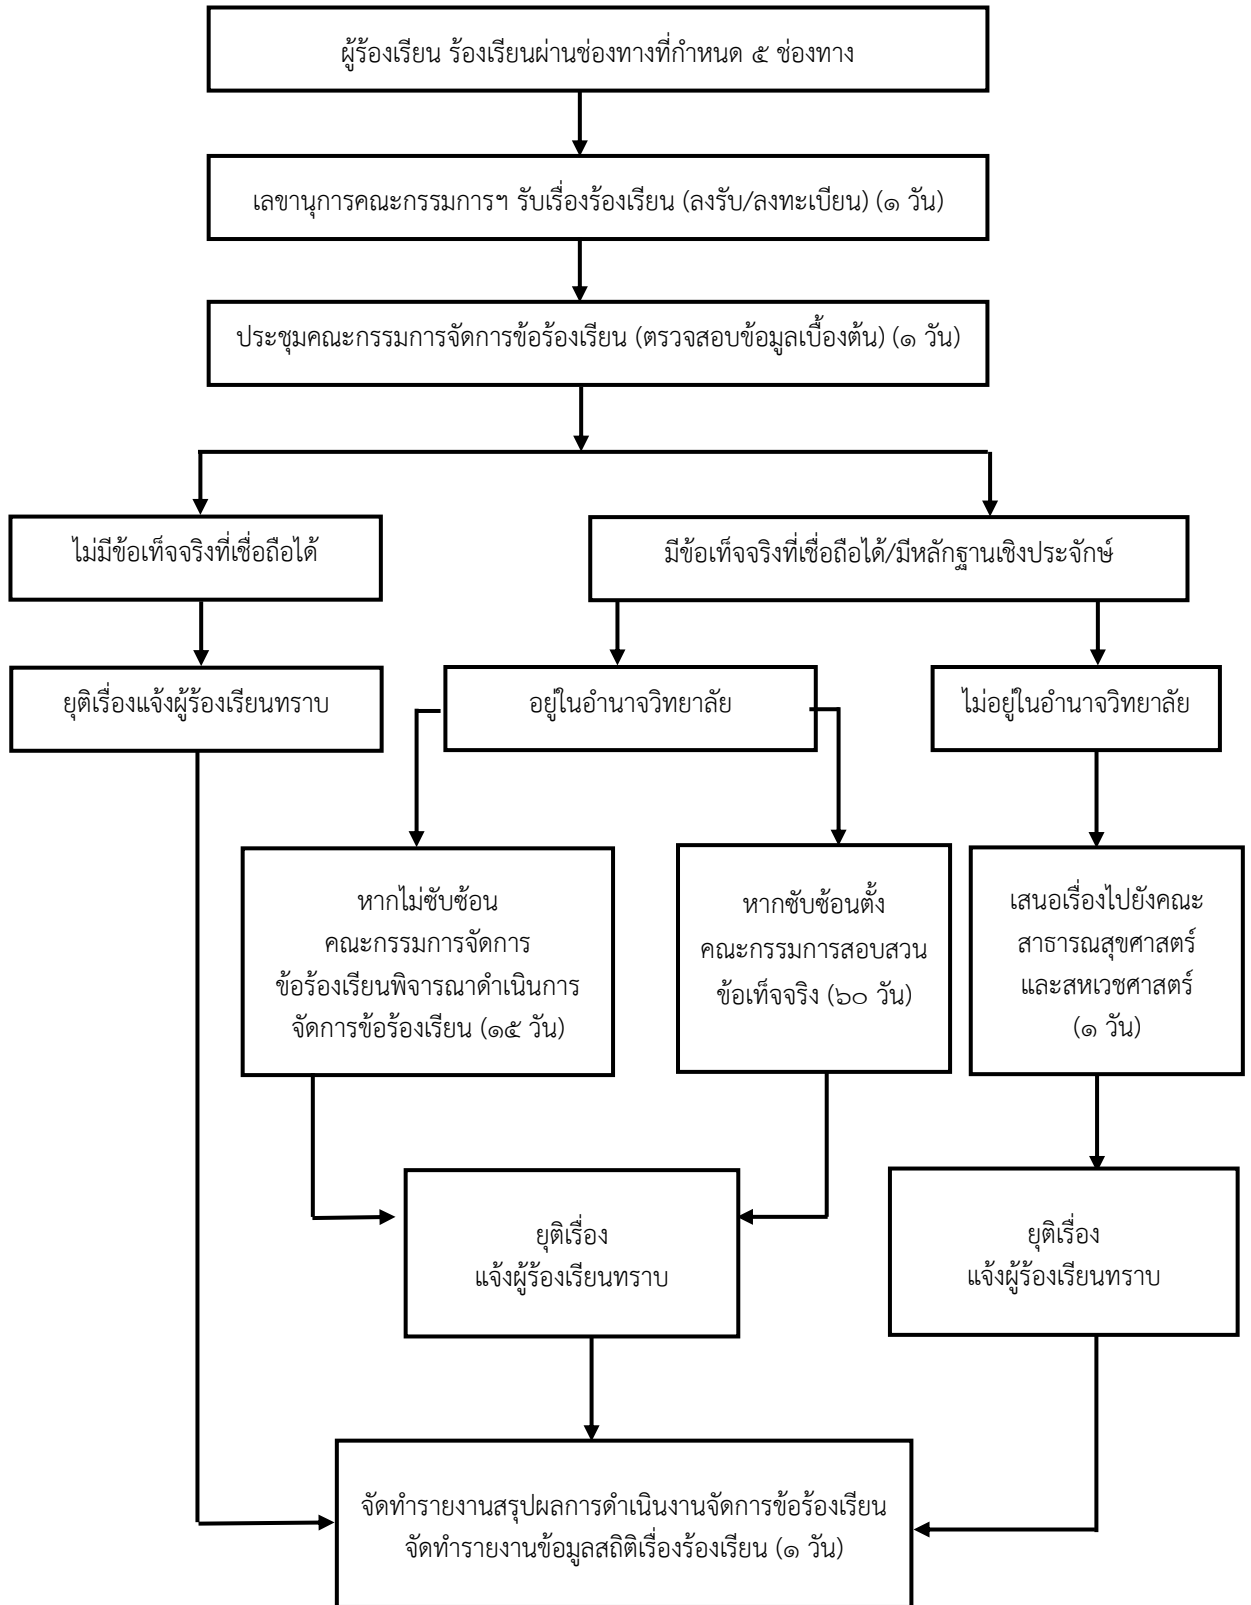 ผู้ร้องเรียน ร้องเรียนผ่านช่องทางที่กำหนด ๕ ช่องทาง
เลขานุการคณะกรรมการฯ รับเรื่องร้องเรียน (ลงรับ/ลงทะเบียน) (๑ วัน)
ประชุมคณะกรรมการจัดการข้อร้องเรียน (ตรวจสอบข้อมูลเบื้องต้น) (๑ วัน)
ไม่มีข้อเท็จจริงที่เชื่อถือได้
มีข้อเท็จจริงที่เชื่อถือได้/มีหลักฐานเชิงประจักษ์
ยุติเรื่องแจ้งผู้ร้องเรียนทราบ
อยู่ในอำนาจวิทยาลัย
ไม่อยู่ในอำนาจวิทยาลัย
หากไม่ซับซ้อน
คณะกรรมการจัดการ
ข้อร้องเรียนพิจารณาดำเนินการ
จัดการข้อร้องเรียน (๑๕ วัน)
หากซับซ้อนตั้ง
คณะกรรมการสอบสวน
ข้อเท็จจริง (๖๐ วัน)
เสนอเรื่องไปยังคณะ
สาธารณสุขศาสตร์
และสหเวชศาสตร์
(๑ วัน)
ยุติเรื่อง
แจ้งผู้ร้องเรียนทราบ
ยุติเรื่อง
แจ้งผู้ร้องเรียนทราบ
จัดทำรายงานสรุปผลการดำเนินงานจัดการข้อร้องเรียน
จัดทำรายงานข้อมูลสถิติเรื่องร้องเรียน (๑ วัน)